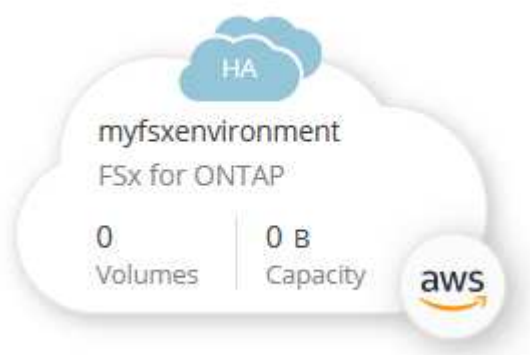 HA
myfsxenvironment
FSx for ONTAP
0 0 B
Volumes Capacity
aws